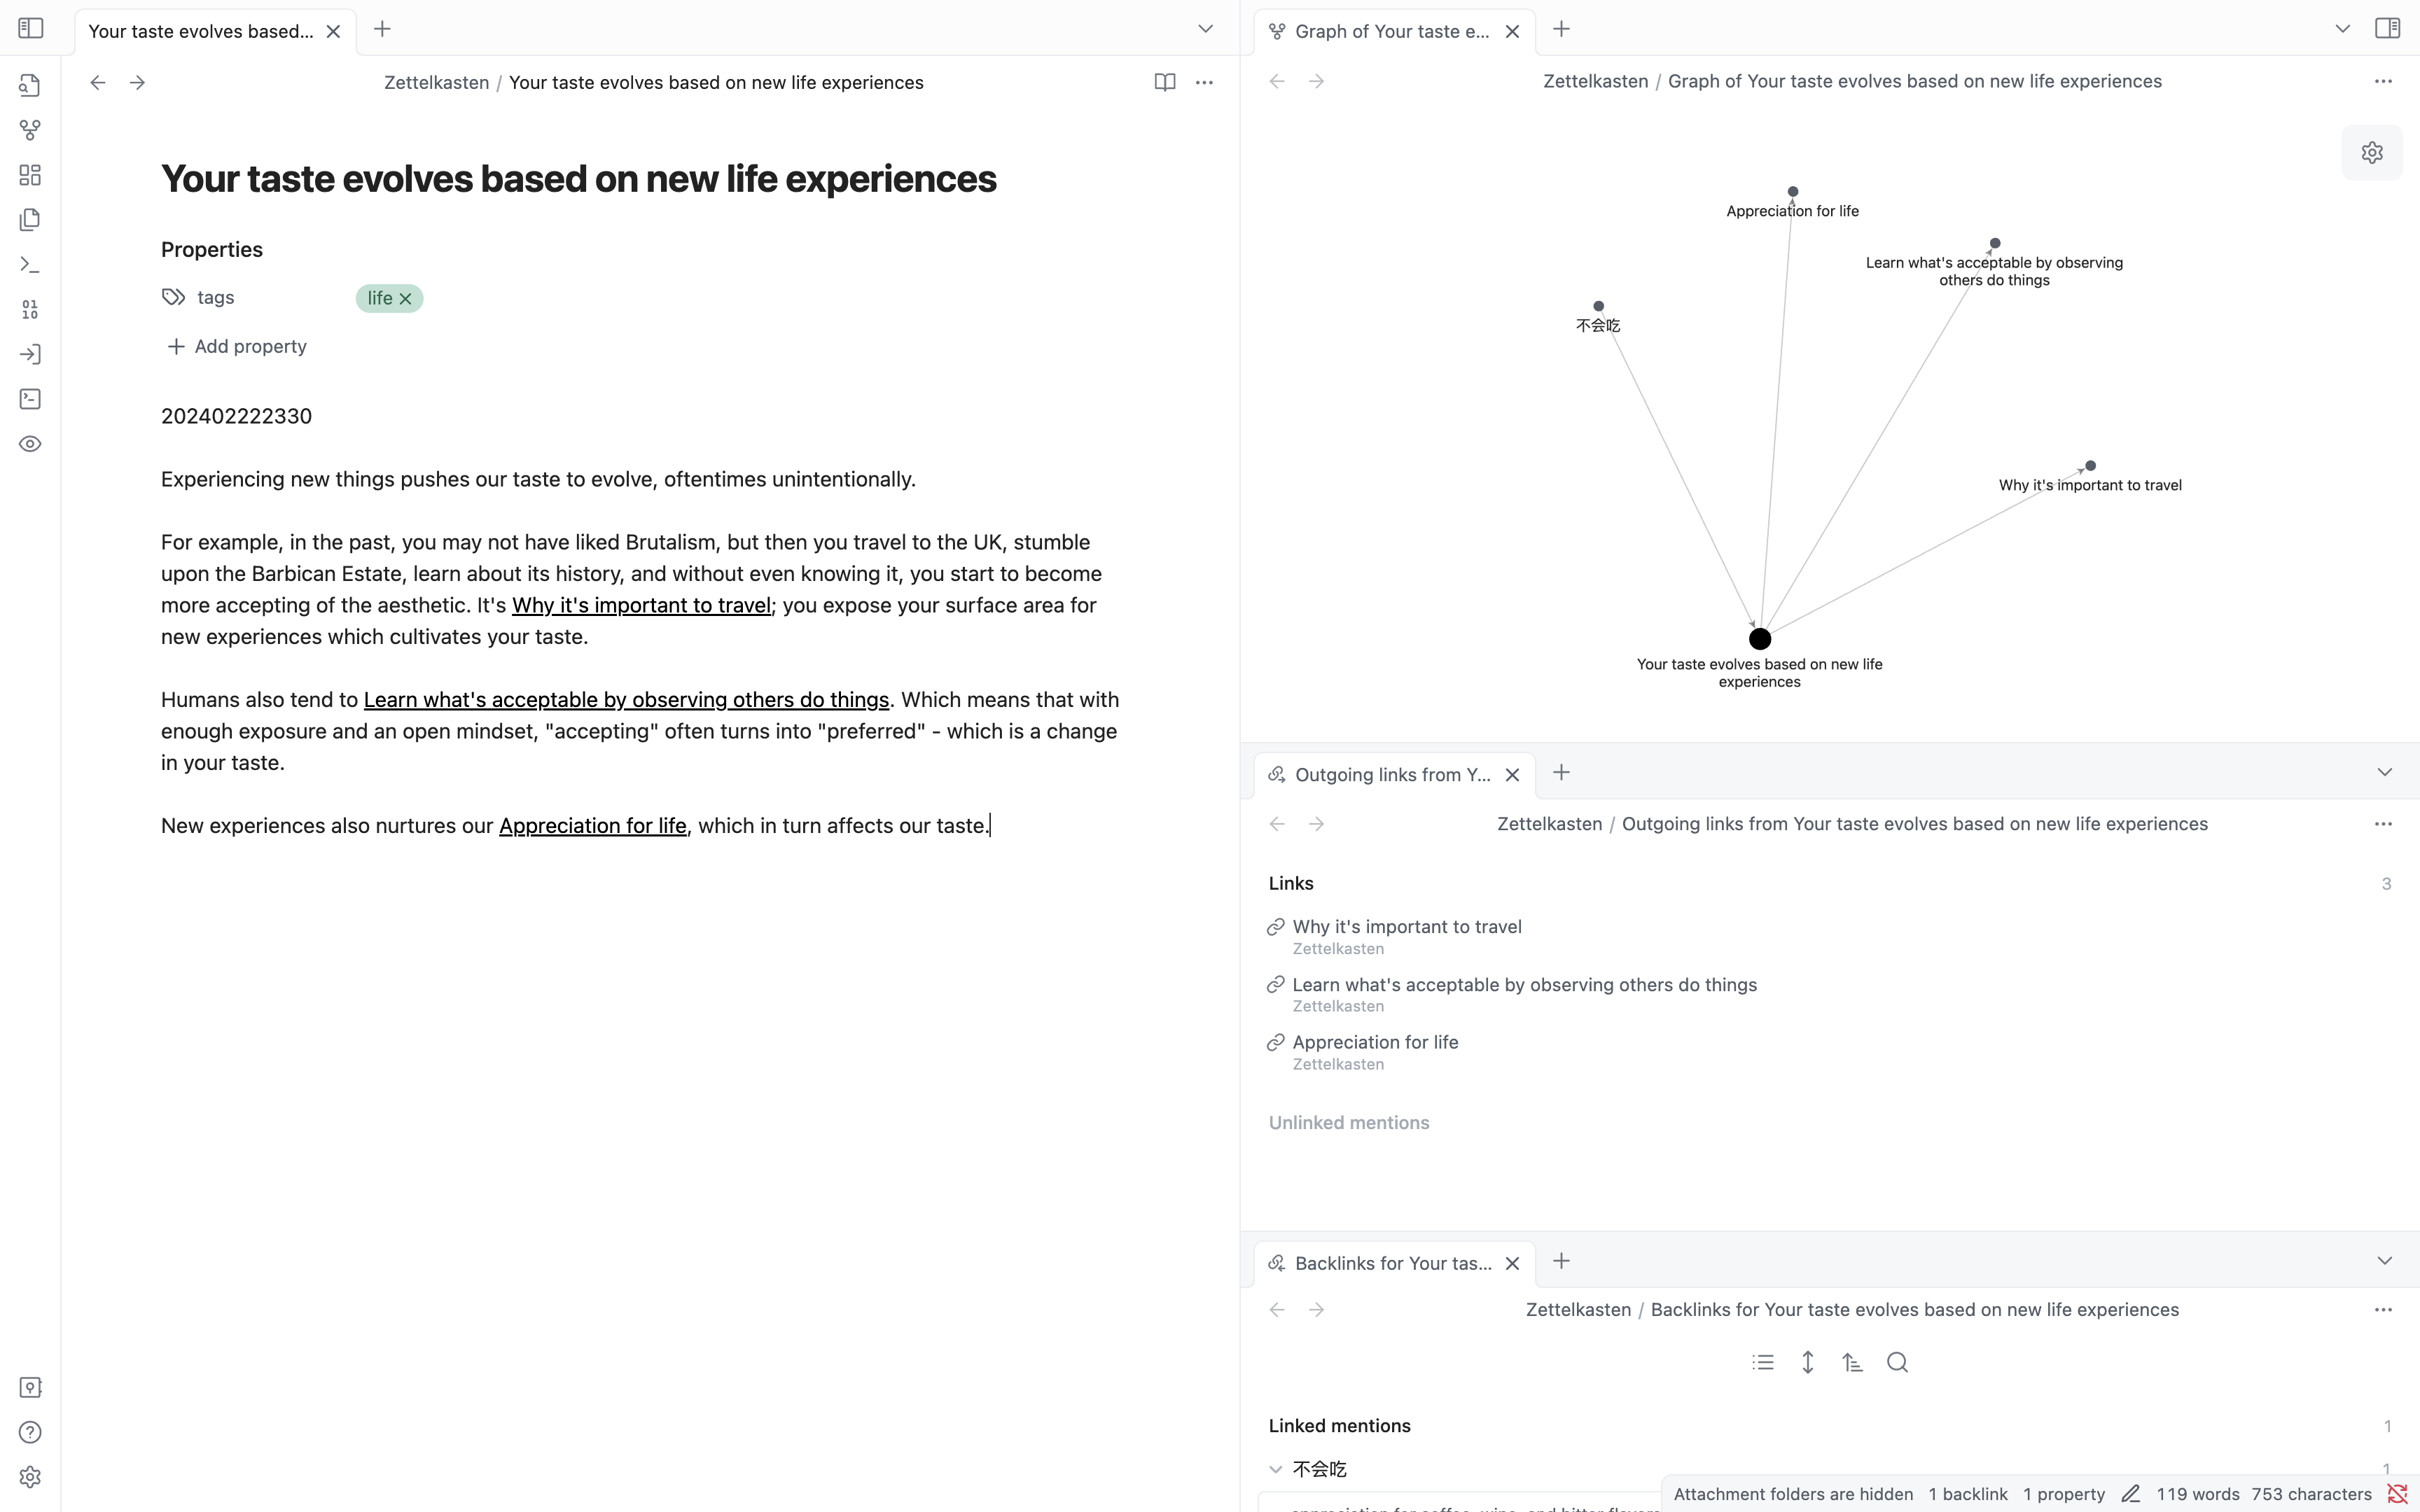 Your taste evolves based...
Zettelkasten / Your taste evolves based on new life experiences
Your taste evolves based on new life experiences
Properties
tags
life
Add property
202402222330
Experiencing new things pushes our taste to evolve, oftentimes unintentionally.
For example, in the past, you may not have liked Brutalism, but then you travel to the UK, stumble
upon the Barbican Estate, learn about its history, and without even knowing it, you start to become
more accepting of the aesthetic. It's Why it's important to travel; you expose your surface area for
new experiences which cultivates your taste.
Humans also tend to Learn what's acceptable by observing others do things. Which means that with
enough exposure and an open mindset, "accepting" often turns into "preferred" - which is a change
in your taste.
New experiences also nurtures our Appreciation for life, which in turn affects our taste.
Graph of Your taste e...
Zettelkasten / Graph of Your taste evolves based on new life experiences
Appreciation for life
Learn what's acceptable by observing
others do things
不会吃
Why it's important to travel
Your taste evolves based on new life
experiences
Outgoing links from Y...
Zettelkasten / Outgoing links from Your taste evolves based on new life experiences
Links
3
Why it's important to travel
Zettelkasten
Learn what's acceptable by observing others do things
Zettelkasten
Appreciation for life
Zettelkasten
Unlinked mentions
Backlinks for Your tas...
Zettelkasten / Backlinks for Your taste evolves based on new life experiences
Linked mentions
1
不会吃
1
Attachment folders are hidden 1 backlink 1 property 119 words 753 characters